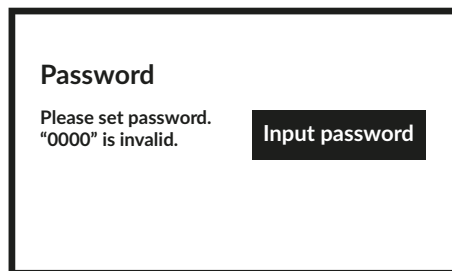 Password
Please set password.
“0000” is invalid.
Input password